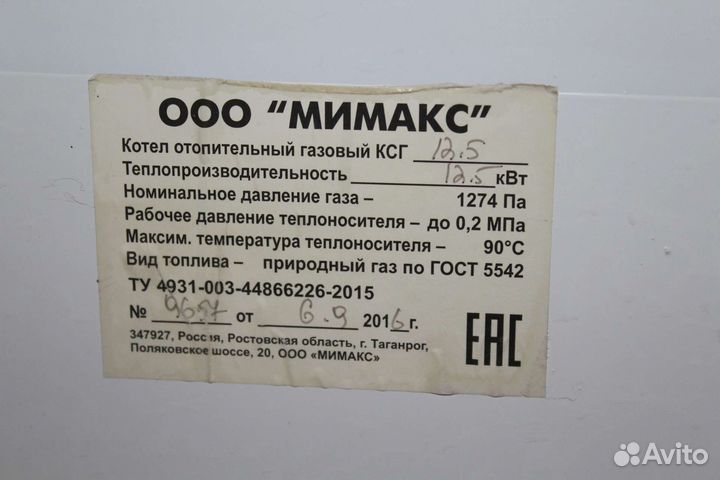 ООО “МИМАКС”
Котел отопительный газовый КСГ 12.5
Теплопроизводительность 12.5 кВт
Номинальное давление газа – 1274 Па
Рабочее давление теплоносителя – до 0,2 МПа
Максим. температура теплоносителя – 90°С
Вид топлива – природный газ по ГОСТ 5542
ТУ 4931-003-44866226-2015
№ 9657 от 6.9 2016 г.
347927, Россия, Ростовская область, г. Таганрог,
Поляковское шоссе, 20, ООО «МИМАКС»
ЕАС
Avito